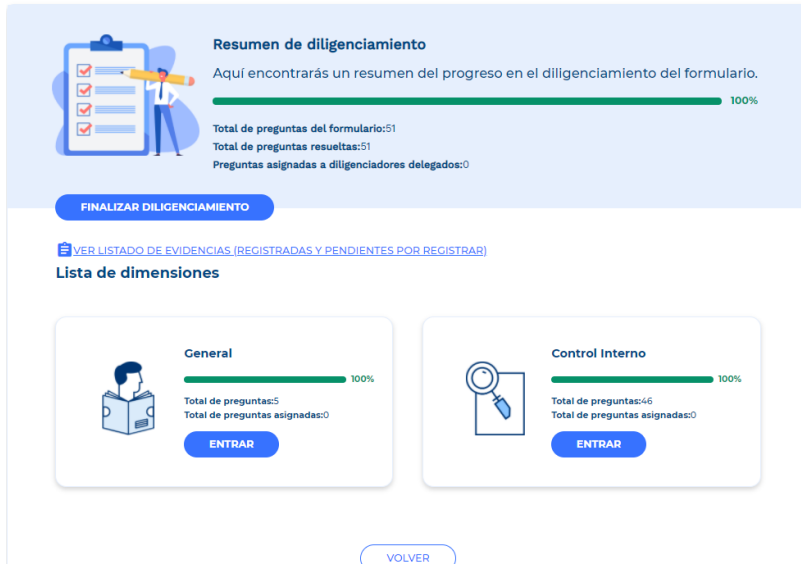 Resumen de diligenciamiento
Aquí encontrarás un resumen del progreso en el diligenciamiento del formulario.
100%
Total de preguntas del formulario:51
Total de preguntas resueltas:51
Preguntas asignadas a diligenciadores delegados:0
FINALIZAR DILIGENCIAMIENTO
VER LISTADO DE EVIDENCIAS (REGISTRADAS Y PENDIENTES POR REGISTRAR)
Lista de dimensiones
General
100%
Total de preguntas:5
Total de preguntas asignadas:0
ENTRAR
Control Interno
100%
Total de preguntas:46
Total de preguntas asignadas:0
ENTRAR
VOLVER